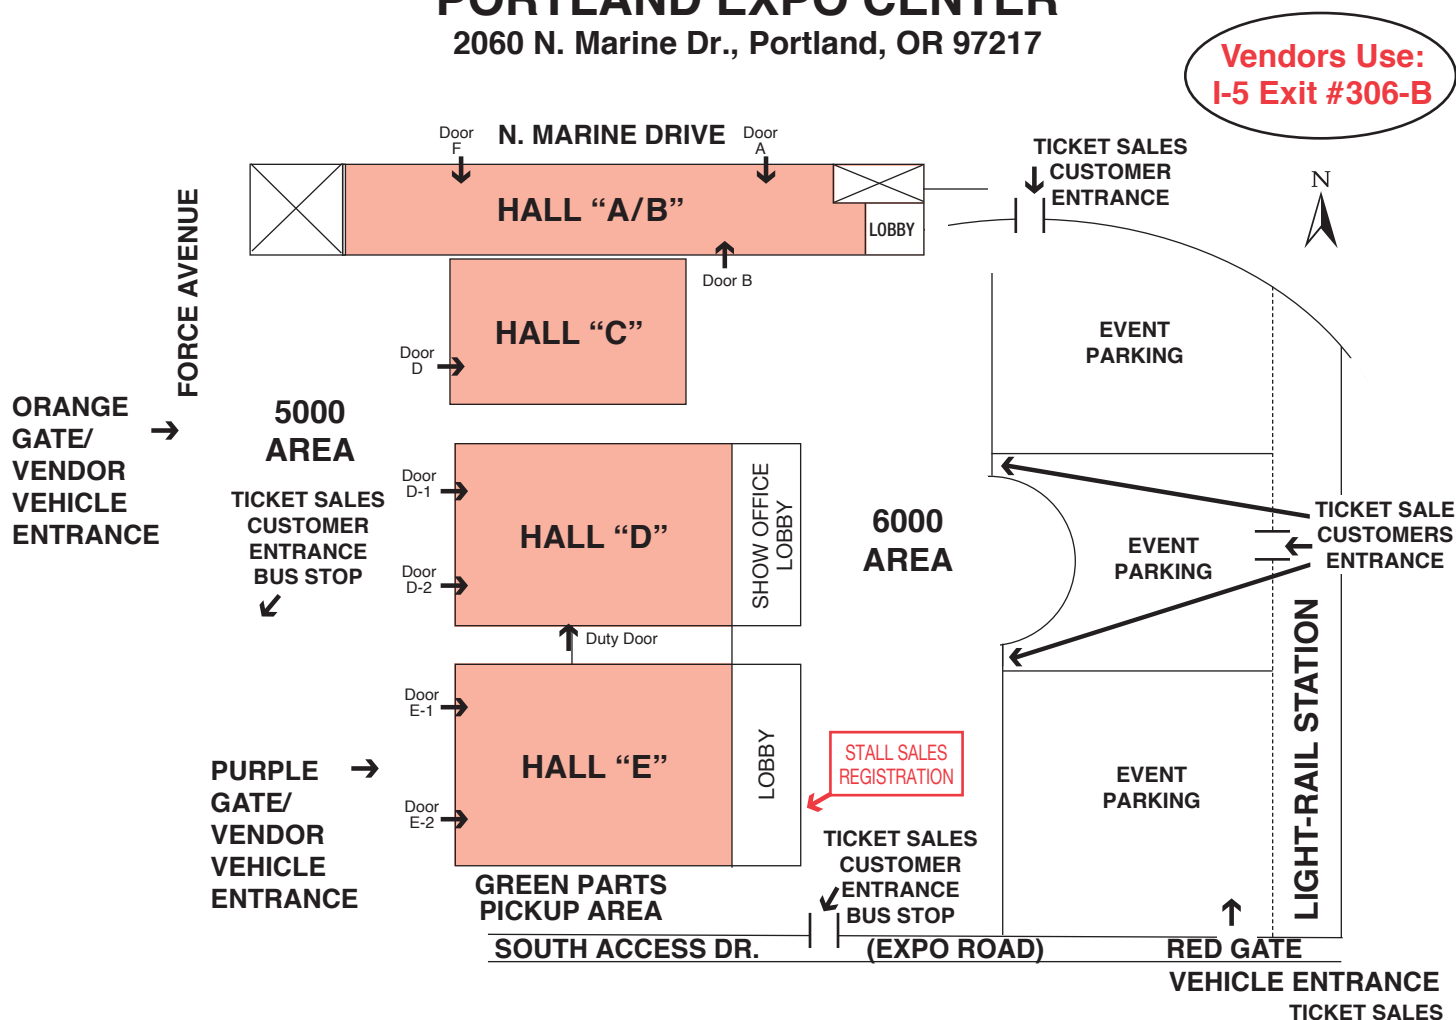 PORTLAND EXPO CENTER
2060 N. Marine Dr., Portland, OR 97217
Vendors Use:
I-5 Exit #306-B
Door
F
N. MARINE DRIVE
Door
A
TICKET SALES
CUSTOMER
ENTRANCE
N
HALL “A/B”
LOBBY
Door B
FORCE AVENUE
HALL “C”
Door
D
EVENT
PARKING
ORANGE
GATE/
VENDOR
VEHICLE
ENTRANCE
5000
AREA
TICKET SALES
CUSTOMER
ENTRANCE
BUS STOP
Door
D-1
HALL “D”
Door
D-2
SHOW OFFICE
LOBBY
6000
AREA
EVENT
PARKING
TICKET SALE
CUSTOMERS
ENTRANCE
Duty Door
Door
E-1
HALL “E”
Door
E-2
LOBBY
STALL SALES
REGISTRATION
PURPLE
GATE/
VENDOR
VEHICLE
ENTRANCE
EVENT
PARKING
LIGHT-RAIL STATION
TICKET SALES
CUSTOMER
ENTRANCE
BUS STOP
GREEN PARTS
PICKUP AREA
SOUTH ACCESS DR.
(EXPO ROAD)
RED GATE
VEHICLE ENTRANCE
TICKET SALES